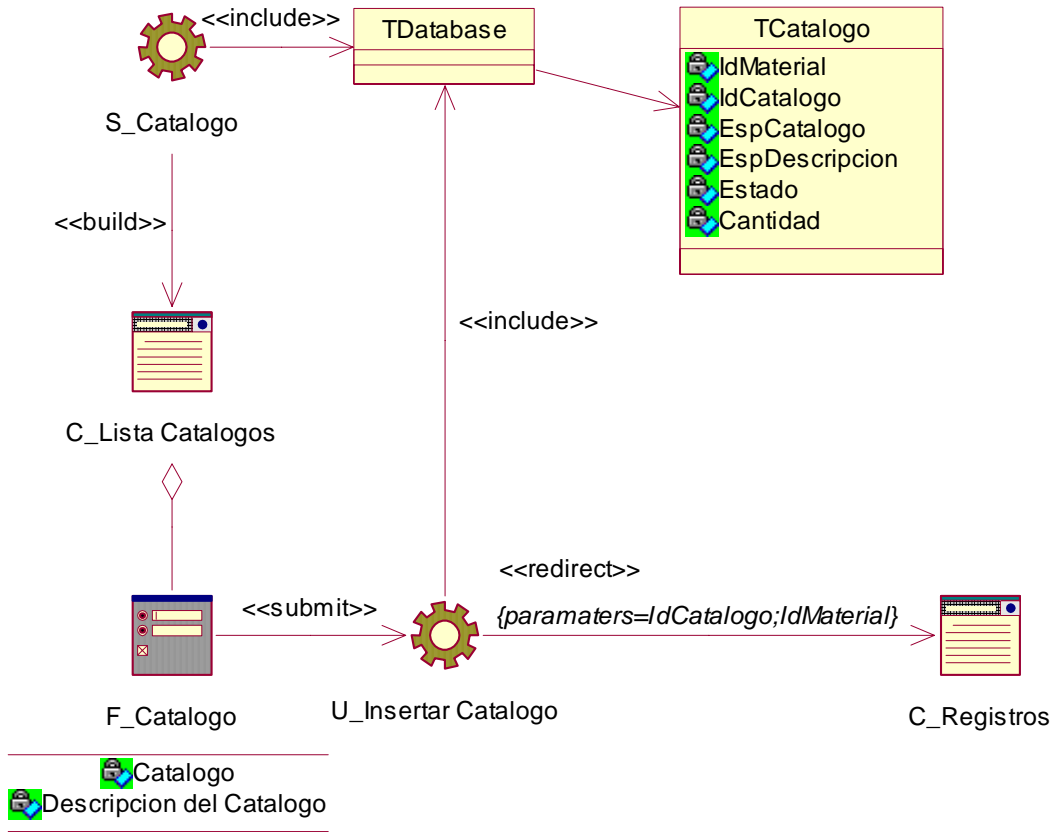 <<include>>
TDatabase
TCatalogo
IdMaterial
IdCatalogo
EspCatalogo
EspDescripcion
Estado
Cantidad
S_Catalogo
<<build>>
<<include>>
C_Lista Catalogos
<<redirect>>
<<submit>>
{paramaters=IdCatalogo;IdMaterial}
F_Catalogo
U_Insertar Catalogo
C_Registros
Catalogo
Descripcion del Catalogo